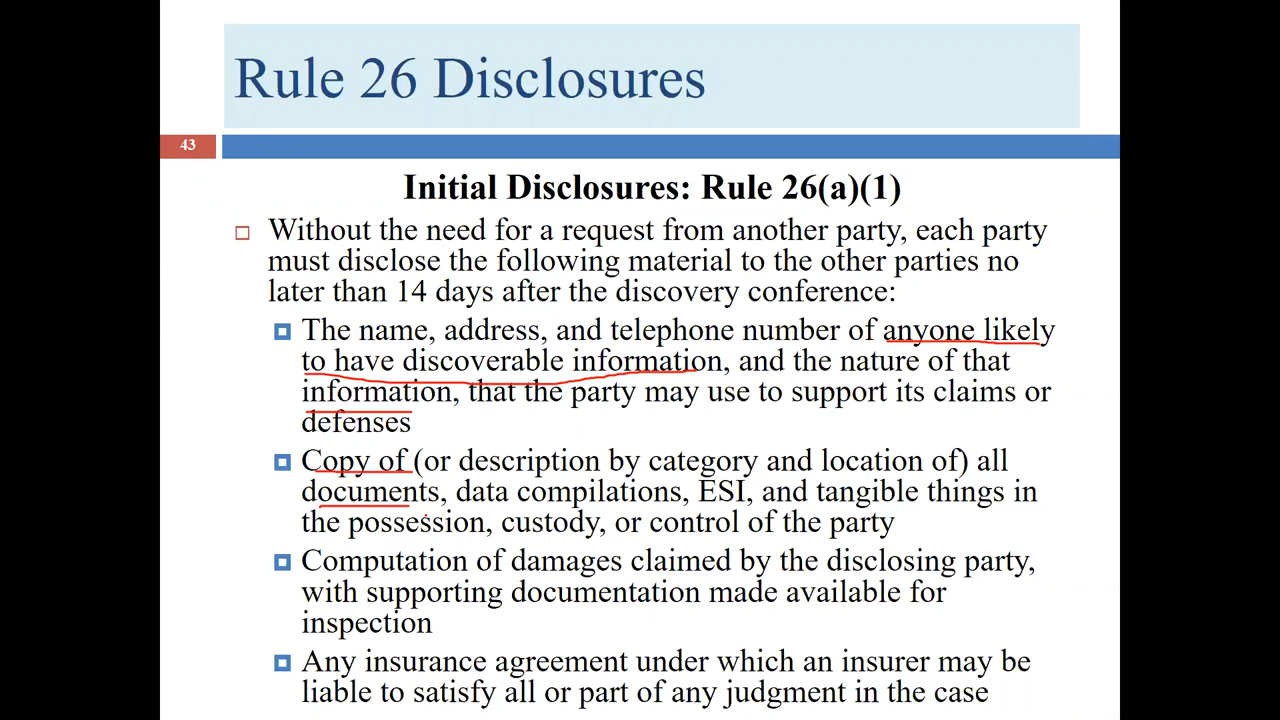 Rule 26 Disclosures
43
Initial Disclosures: Rule 26(a)(1)
Without the need for a request from another party, each party
must disclose the following material to the other parties no
later than 14 days after the discovery conference:
The name, address, and telephone number of anyone likely
to have discoverable information, and the nature of that
information, that the party may use to support its claims or
defenses
Copy of (or description by category and location of) all
documents, data compilations, ESI, and tangible things in
the possession, custody, or control of the party
Computation of damages claimed by the disclosing party,
with supporting documentation made available for
inspection
Any insurance agreement under which an insurer may be
liable to satisfy all or part of any judgment in the case